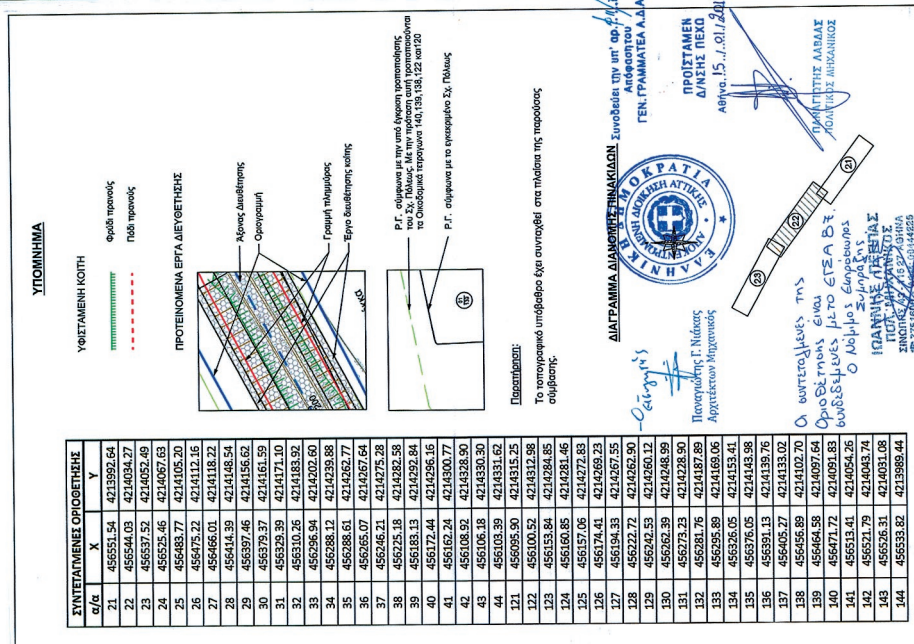 ΥΠΟΜΝΗΜΑ
ΣΥΝΤΕΤΑΓΜΕΝΕΣ ΟΡΙΟΘΕΤΗΣΗΣ
α/α X Y
21 456551.54 4213992.64
22 456544.03 4214034.27
23 456537.52 4214052.49
24 456525.46 4214067.63
25 456483.77 4214105.20
26 456475.22 4214112.16
27 456466.01 4214118.22
28 456414.39 4214148.54
29 456397.46 4214156.62
30 456379.37 4214161.59
31 456329.39 4214171.10
32 456310.26 4214183.92
33 456296.94 4214202.60
34 456288.12 4214239.88
35 456288.61 4214262.77
36 456265.07 4214267.64
37 456246.21 4214275.28
38 456225.18 4214282.58
39 456183.13 4214292.84
40 456172.44 4214296.16
41 456162.24 4214300.77
42 456108.92 4214328.90
43 456106.18 4214330.30
44 456103.39 4214331.62
121 456095.90 4214315.25
122 456100.52 4214312.98
123 456153.84 4214284.85
124 456160.85 4214281.46
125 456157.06 4214272.83
126 456174.41 4214269.23
127 456194.33 4214269.00
128 456222.72 4214262.90
129 456242.53 4214260.12
130 456262.39 4214248.99
131 456273.23 4214228.90
132 456281.76 4214187.89
133 456295.89 4214169.06
134 456326.05 4214153.41
135 456376.05 4214143.98
136 456391.13 4214139.76
137 456405.27 4214133.02
138 456456.89 4214102.70
139 456464.58 4214097.64
140 456471.72 4214091.83
141 456513.41 4214054.26
142 456521.79 4214043.74
143 456526.31 4214031.08
144 456533.82 4213989.44
ΥΦΙΣΤΑΜΕΝΗ ΚΟΙΤΗ
Φρύδι πρανούς
Πόδι πρανούς
ΠΡΟΤΕΙΝΟΜΕΝΑ ΕΡΓΑ ΔΙΕΥΘΕΤΗΣΗΣ
Άξονας Διευθέτησης
Οριογραμμή
Γραμμή πλημμύρας
Έργο διευθέτησης κοίτης
Ρ.Γ. σύμφωνα με την υπό έγκριση τροποποίησης
του Σχ. Πόλεως. Με την πρόταση αυτή τροποποιούνται
τα Οικοδομικά τετράγωνα 140,139,138,122 και120
Ρ.Γ. σύμφωνα με το εγκεκριμένο Σχ. Πόλεως
Παρατήρηση:
Το τοπογραφικό υπόβαθρο έχει συνταχθεί στα πλαίσια της παρούσας
σύμβασης.
ΔΙΑΓΡΑΜΜΑ ΔΙΑΝΟΜΗΣ ΠΙΝΑΚΙΔΩΝ
23
22
21
Συνοδεύει την υπ' αρ.
Απόφαση του
ΓΕΝ. ΓΡΑΜΜΑΤΕΑ Α.Δ.Α
ΠΡΟΪΣΤΑΜΕΝ
Δ/ΝΣΗΣ ΠΕΧΩ
Αθήνα
ΠΑΝΑΓΙΩΤΗΣ ΛΑΒΔΑΣ
ΠΟΛΙΤΙΚΟΣ ΜΗΧΑΝΙΚΟΣ
ΕΛΛΗΝΙΚΗ ΔΗΜΟΚΡΑΤΙΑ
ΑΠΟΚΕΝΤΡΩΜΕΝΗ ΔΙΟΙΚΗΣΗ ΑΤΤΙΚΗΣ
Παναγιώτης Γ. Νάκας
Αρχιτέκτων Μηχανικός
Οι συντεταγμένες της
Οριοθέτησης είναι
συνδεδεμένες με το ΕΓΣΑ 87.
Ο Νόμιμος Εκπρόσωπος
Σύμπραξης
ΙΩΑΝΝΗΣ
ΠΟΛ. ΜΗΧΑΝΙΚΟΣ